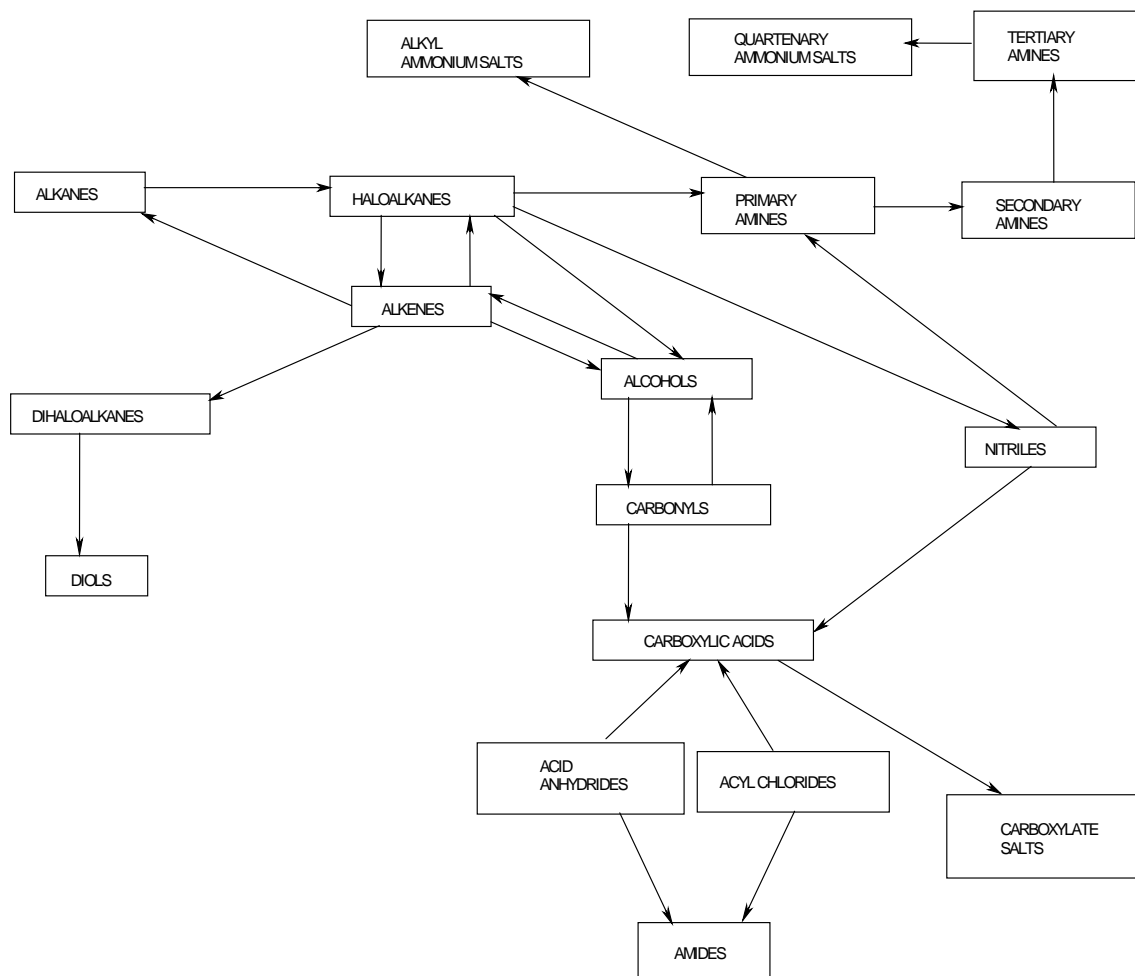 ALKYL
AMMONIUM SALTS
QUARTENARY
AMMONIUM SALTS
TERTIARY
AMINES
ALKANES
HALOALKANES
PRIMARY
AMINES
SECONDARY
AMINES
ALKENES
ALCOHOLS
DIHALOALKANES
NITRILES
CARBONYLS
DIOLS
CARBOXYLIC ACIDS
ACID
ANHYDRIDES
ACYL CHLORIDES
CARBOXYLATE
SALTS
AMIDES